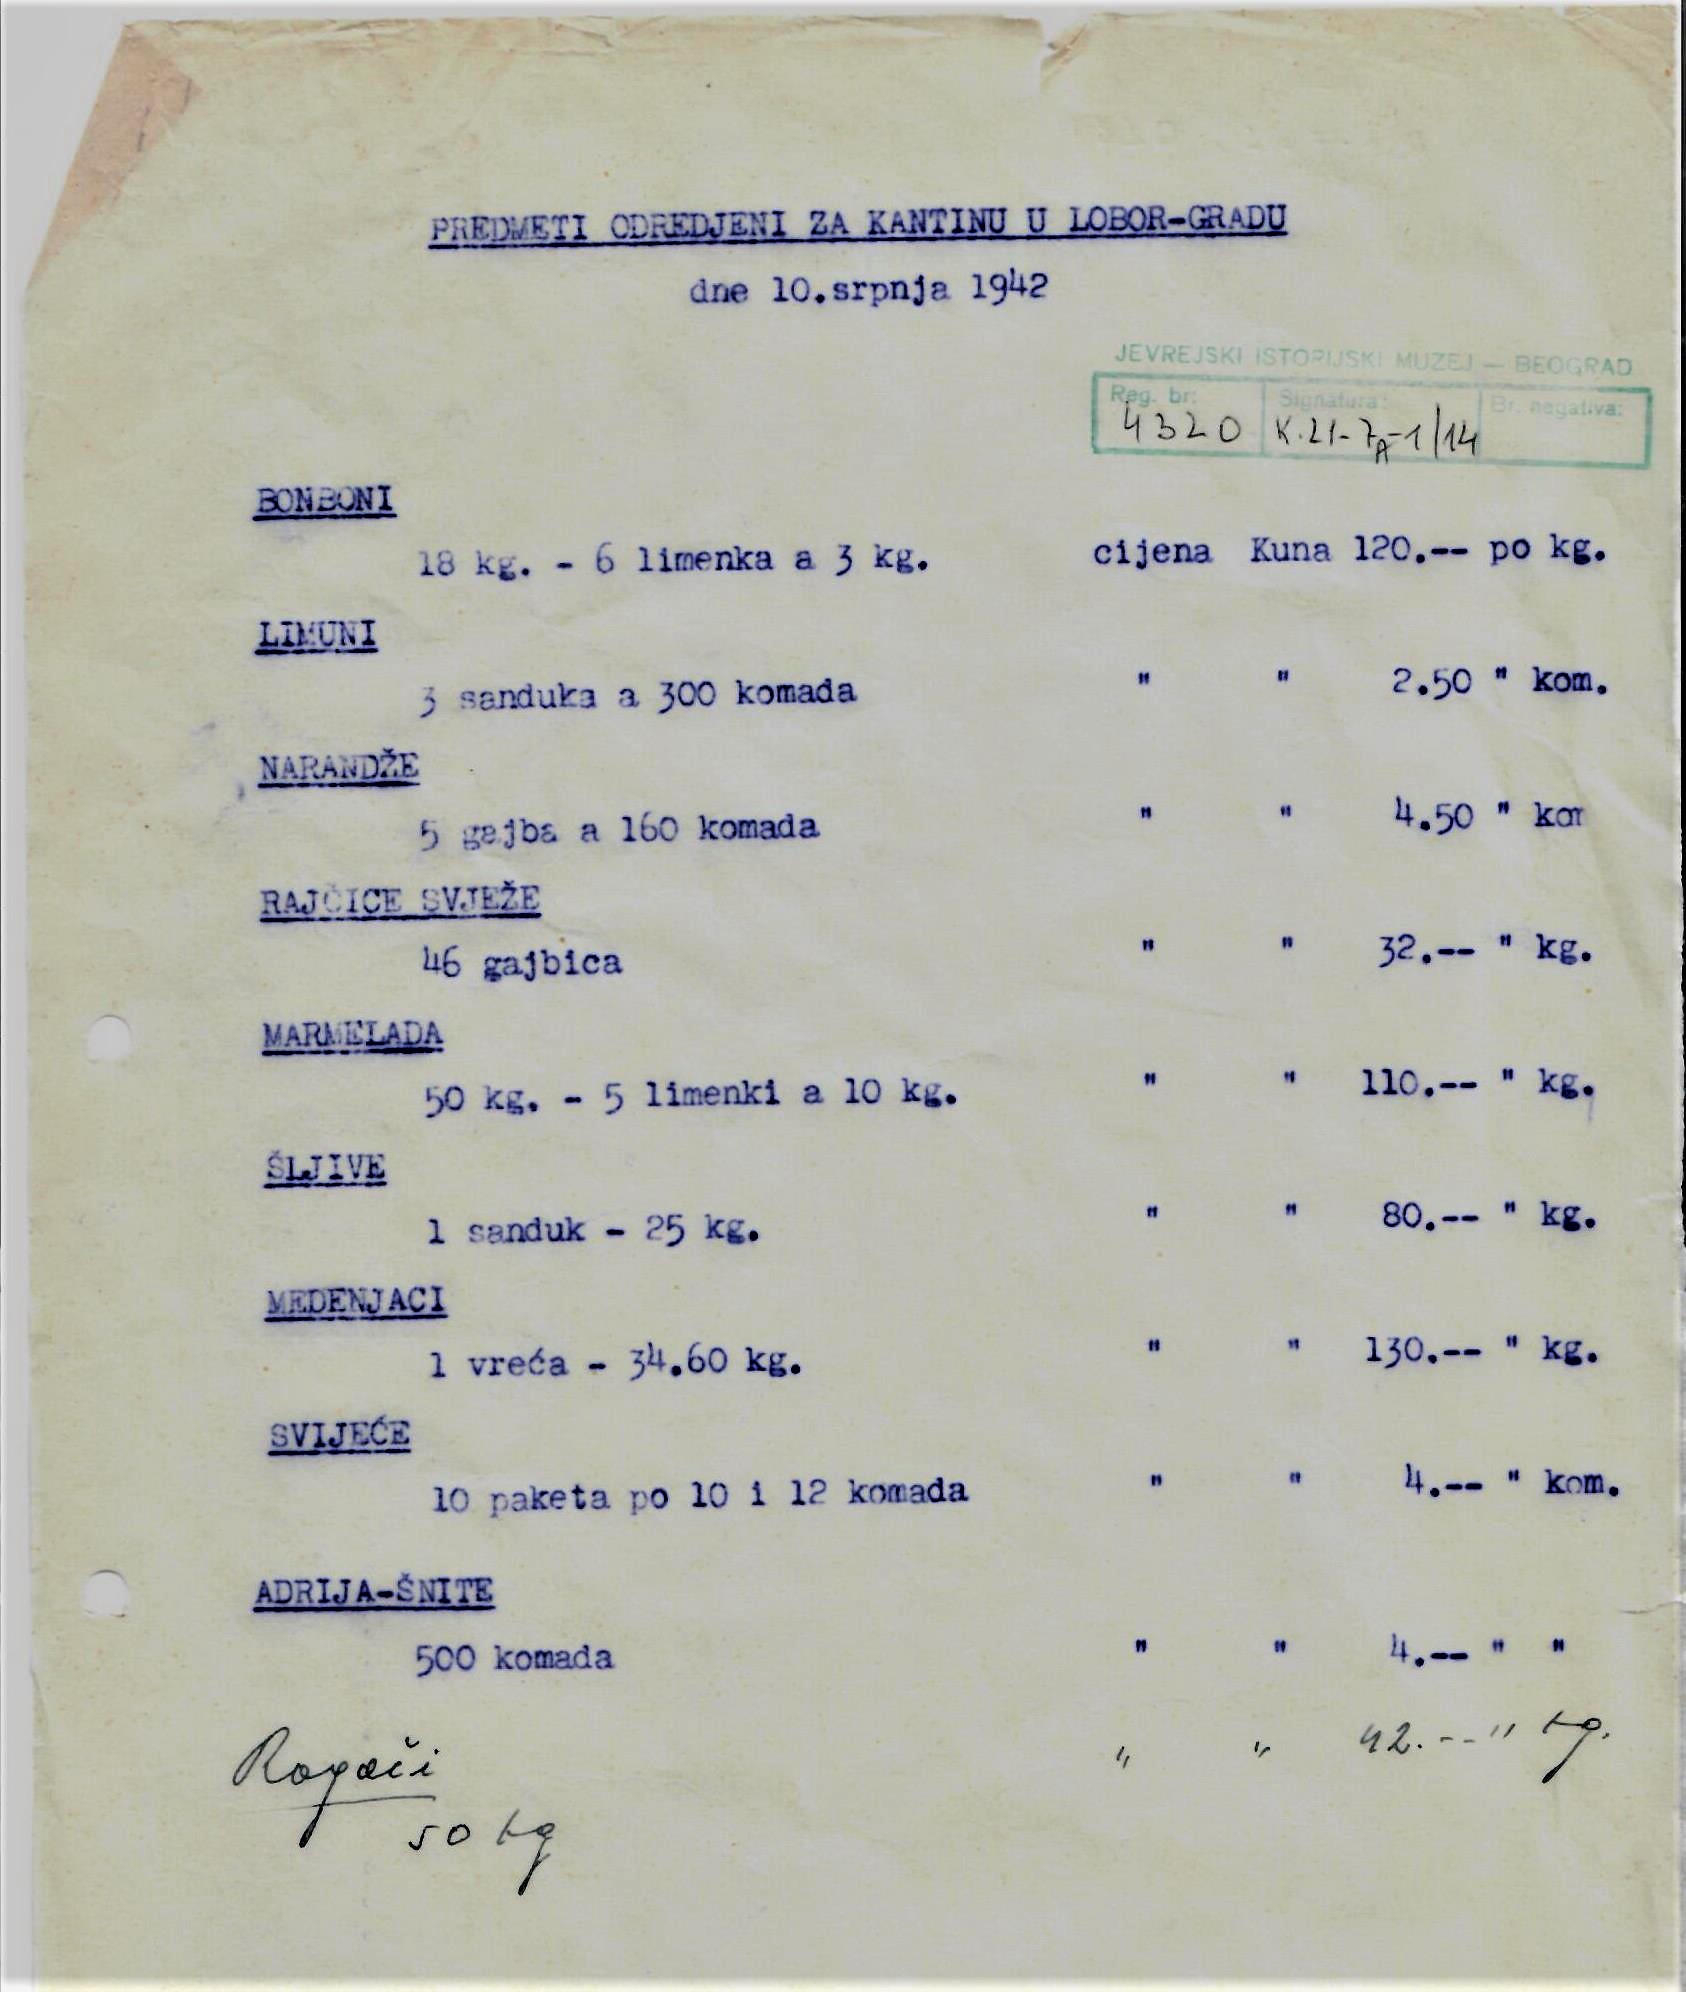 PREDMETI ODREDJENI ZA KANTINU U LOBOR-GRADU
dne 10.srpnja 1942
JEVREJSKI ISTORIJSKI MUZEJ — BEOGRAD
Reg. br: Signatura: Br. negativa:
4320 K.21-7A-1/14
BONBONI
18 kg. - 6 limenka a 3 kg. cijena Kuna 120.-- po kg.
LIMUNI
3 sanduka a 300 komada " " 2.50 " kom.
NARANDŽE
5 gajba a 160 komada " " 4.50 " kom
RAJČICE SVJEŽE
46 gajbica " " 32.-- " kg.
MARMELADA
50 kg. - 5 limenki a 10 kg. " " 110.-- " kg.
ŠLJIVE
1 sanduk - 25 kg. " " 80.-- " kg.
MEDENJACI
1 vreća - 34.60 kg. " " 130.-- " kg.
SVIJEĆE
10 paketa po 10 i 12 komada " " 4.-- " kom.
ADRIJA-ŠNITE
500 komada " " 4.-- " "
Rogači " " 42.-- " kg.
50 kg